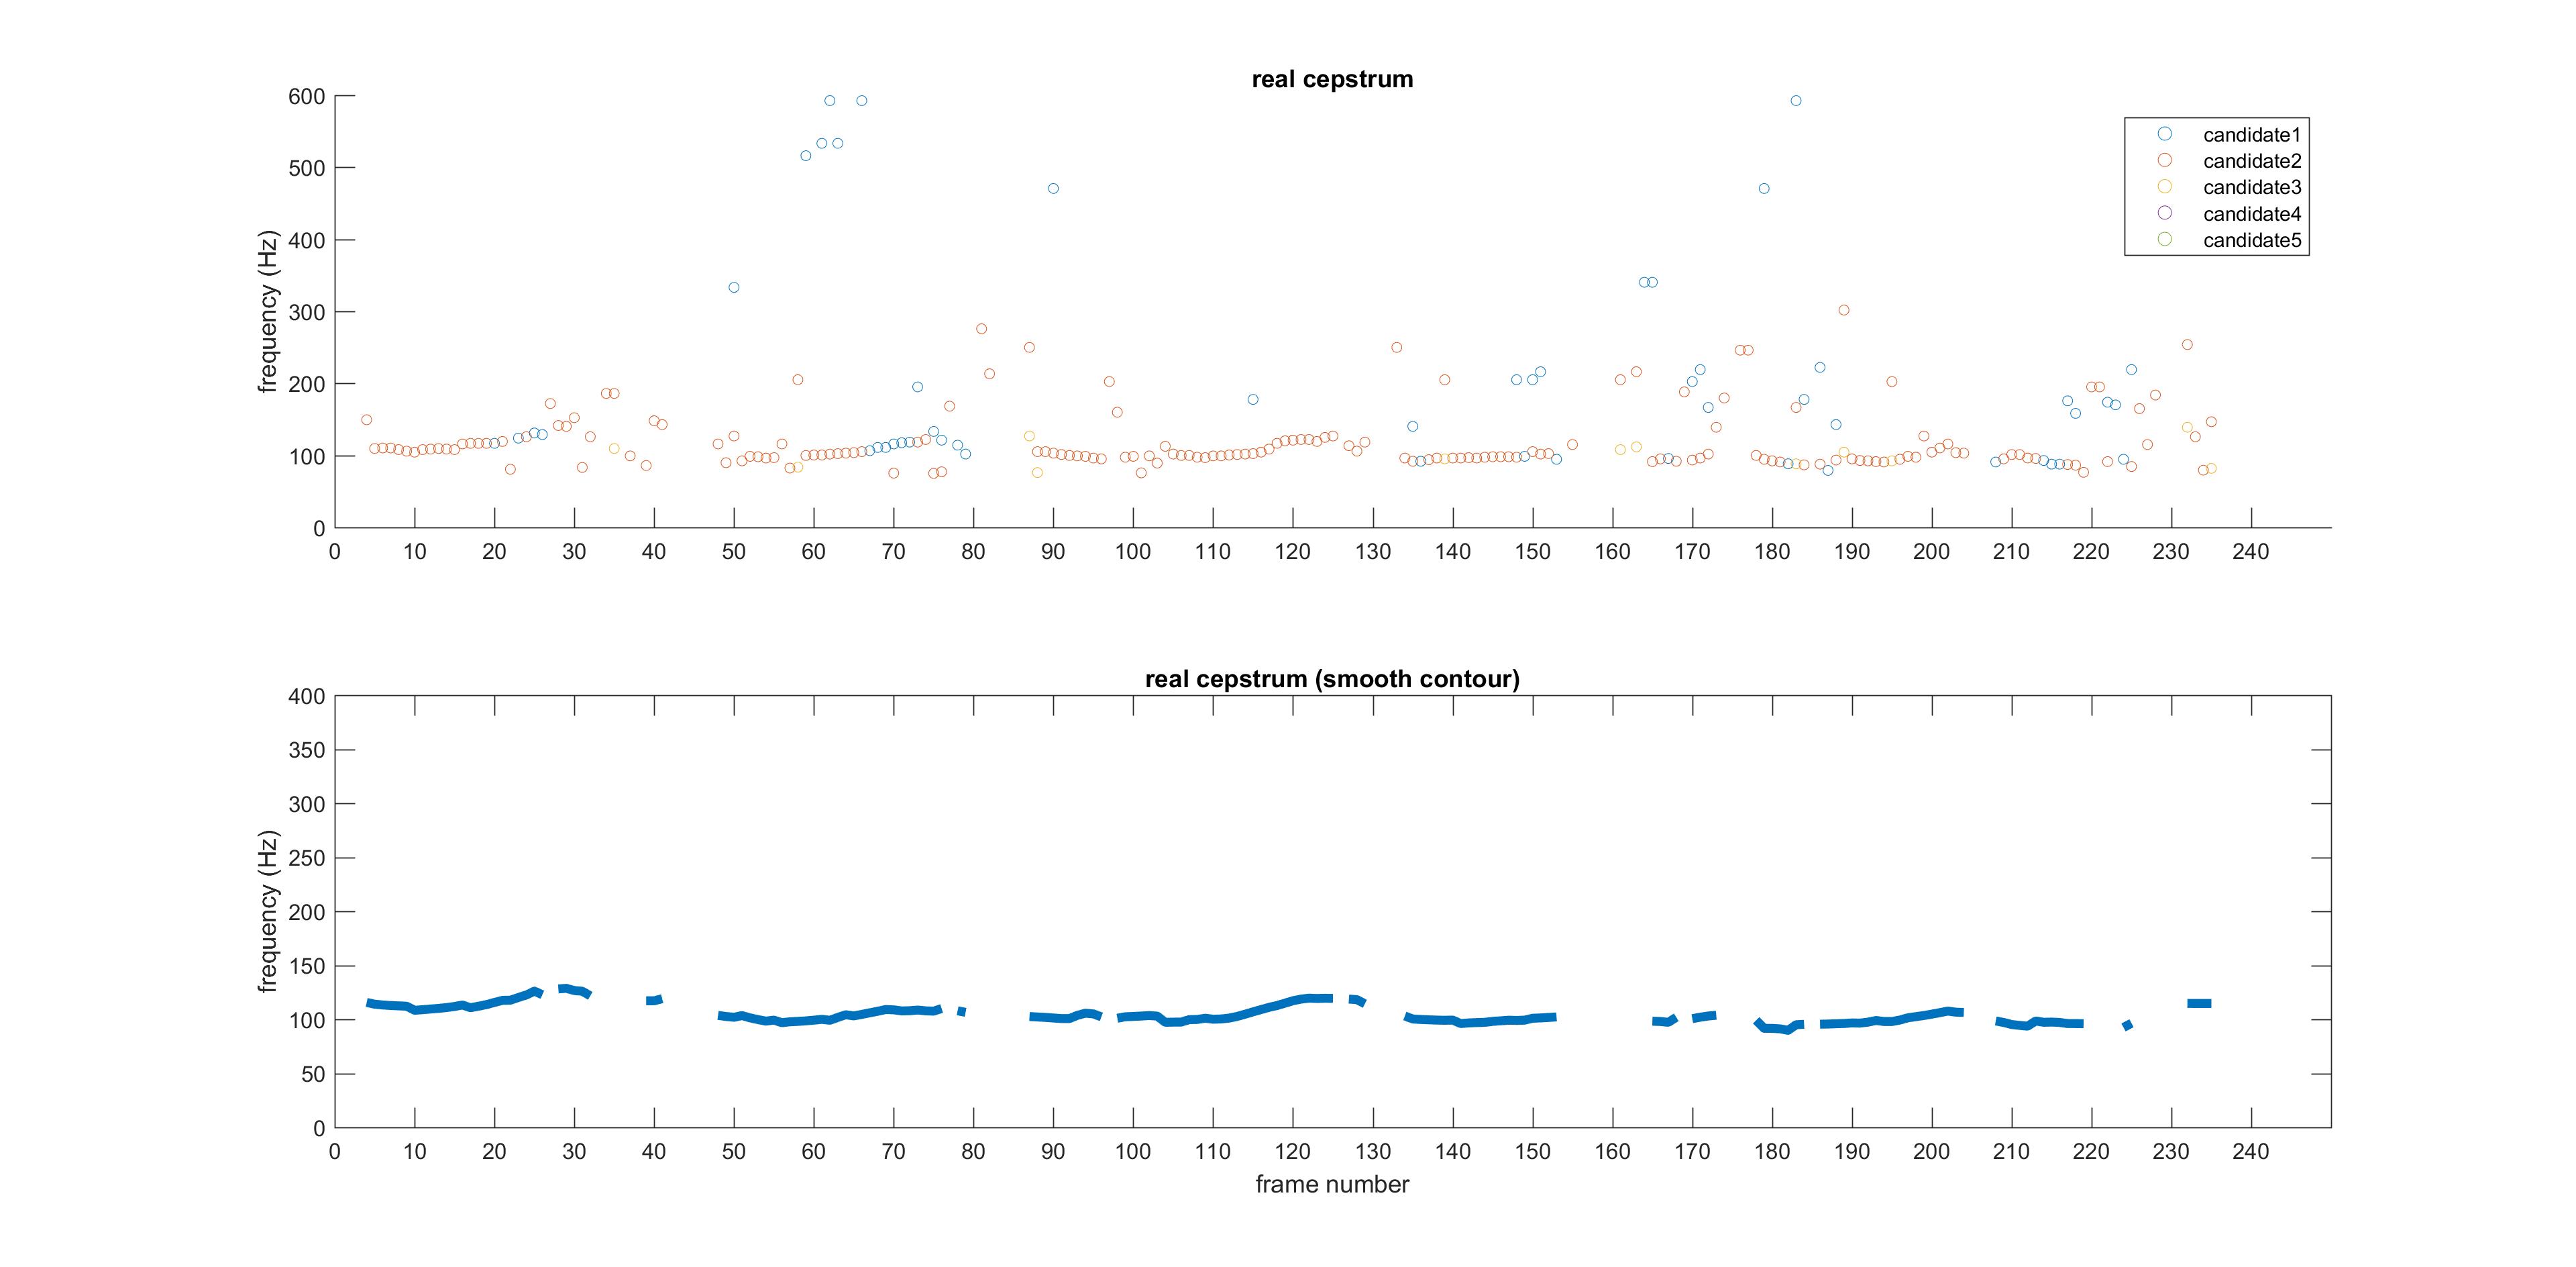 real cepstrum
600
500
400
300
200
100
0
frequency (Hz)
candidate1
candidate2
candidate3
candidate4
candidate5
0 10 20 30 40 50 60 70 80 90 100 110 120 130 140 150 160 170 180 190 200 210 220 230 240
real cepstrum (smooth contour)
400
350
300
250
200
150
100
50
0
frequency (Hz)
0 10 20 30 40 50 60 70 80 90 100 110 120 130 140 150 160 170 180 190 200 210 220 230 240
frame number